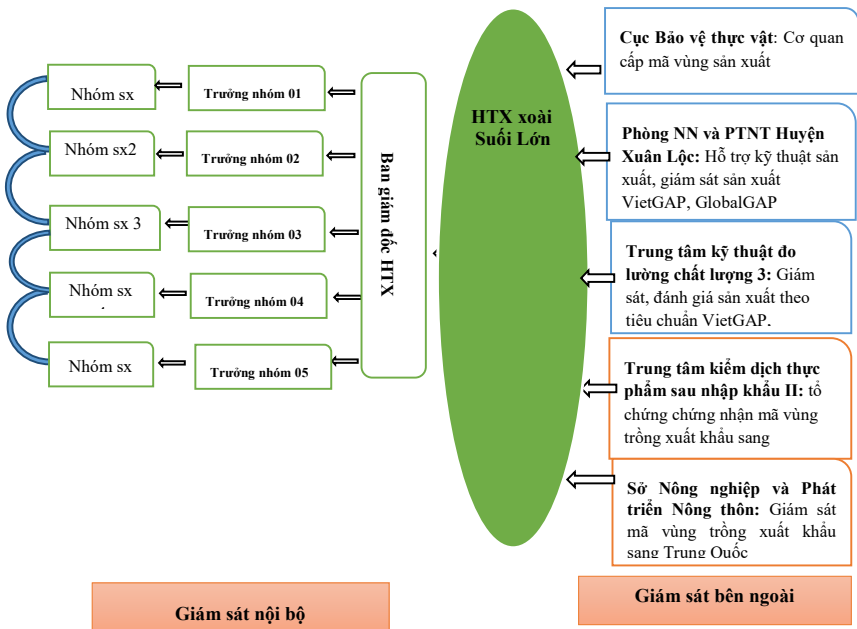 Nhóm sx
Trưởng nhóm 01
Nhóm sx2
Trưởng nhóm 02
Nhóm sx 3
Trưởng nhóm 03
Nhóm sx
Trưởng nhóm 04
Nhóm sx
Trưởng nhóm 05
Ban giám đốc HTX
HTX xoài
Suối Lớn
Cục Bảo vệ thực vật: Cơ quan
cấp mã vùng sản xuất
Phòng NN và PTNT Huyện
Xuân Lộc: Hỗ trợ kỹ thuật sản
xuất, giám sát sản xuất
VietGAP, GlobalGAP
Trung tâm kỹ thuật đo
lường chất lượng 3: Giám
sát, đánh giá sản xuất theo
tiêu chuẩn VietGAP.
Trung tâm kiểm dịch thực
phẩm sau nhập khẩu II: tổ
chứng chứng nhận mã vùng
trồng xuất khẩu sang
Sở Nông nghiệp và Phát
triển Nông thôn: Giám sát
mã vùng trồng xuất khẩu
sang Trung Quốc
Giám sát nội bộ
Giám sát bên ngoài